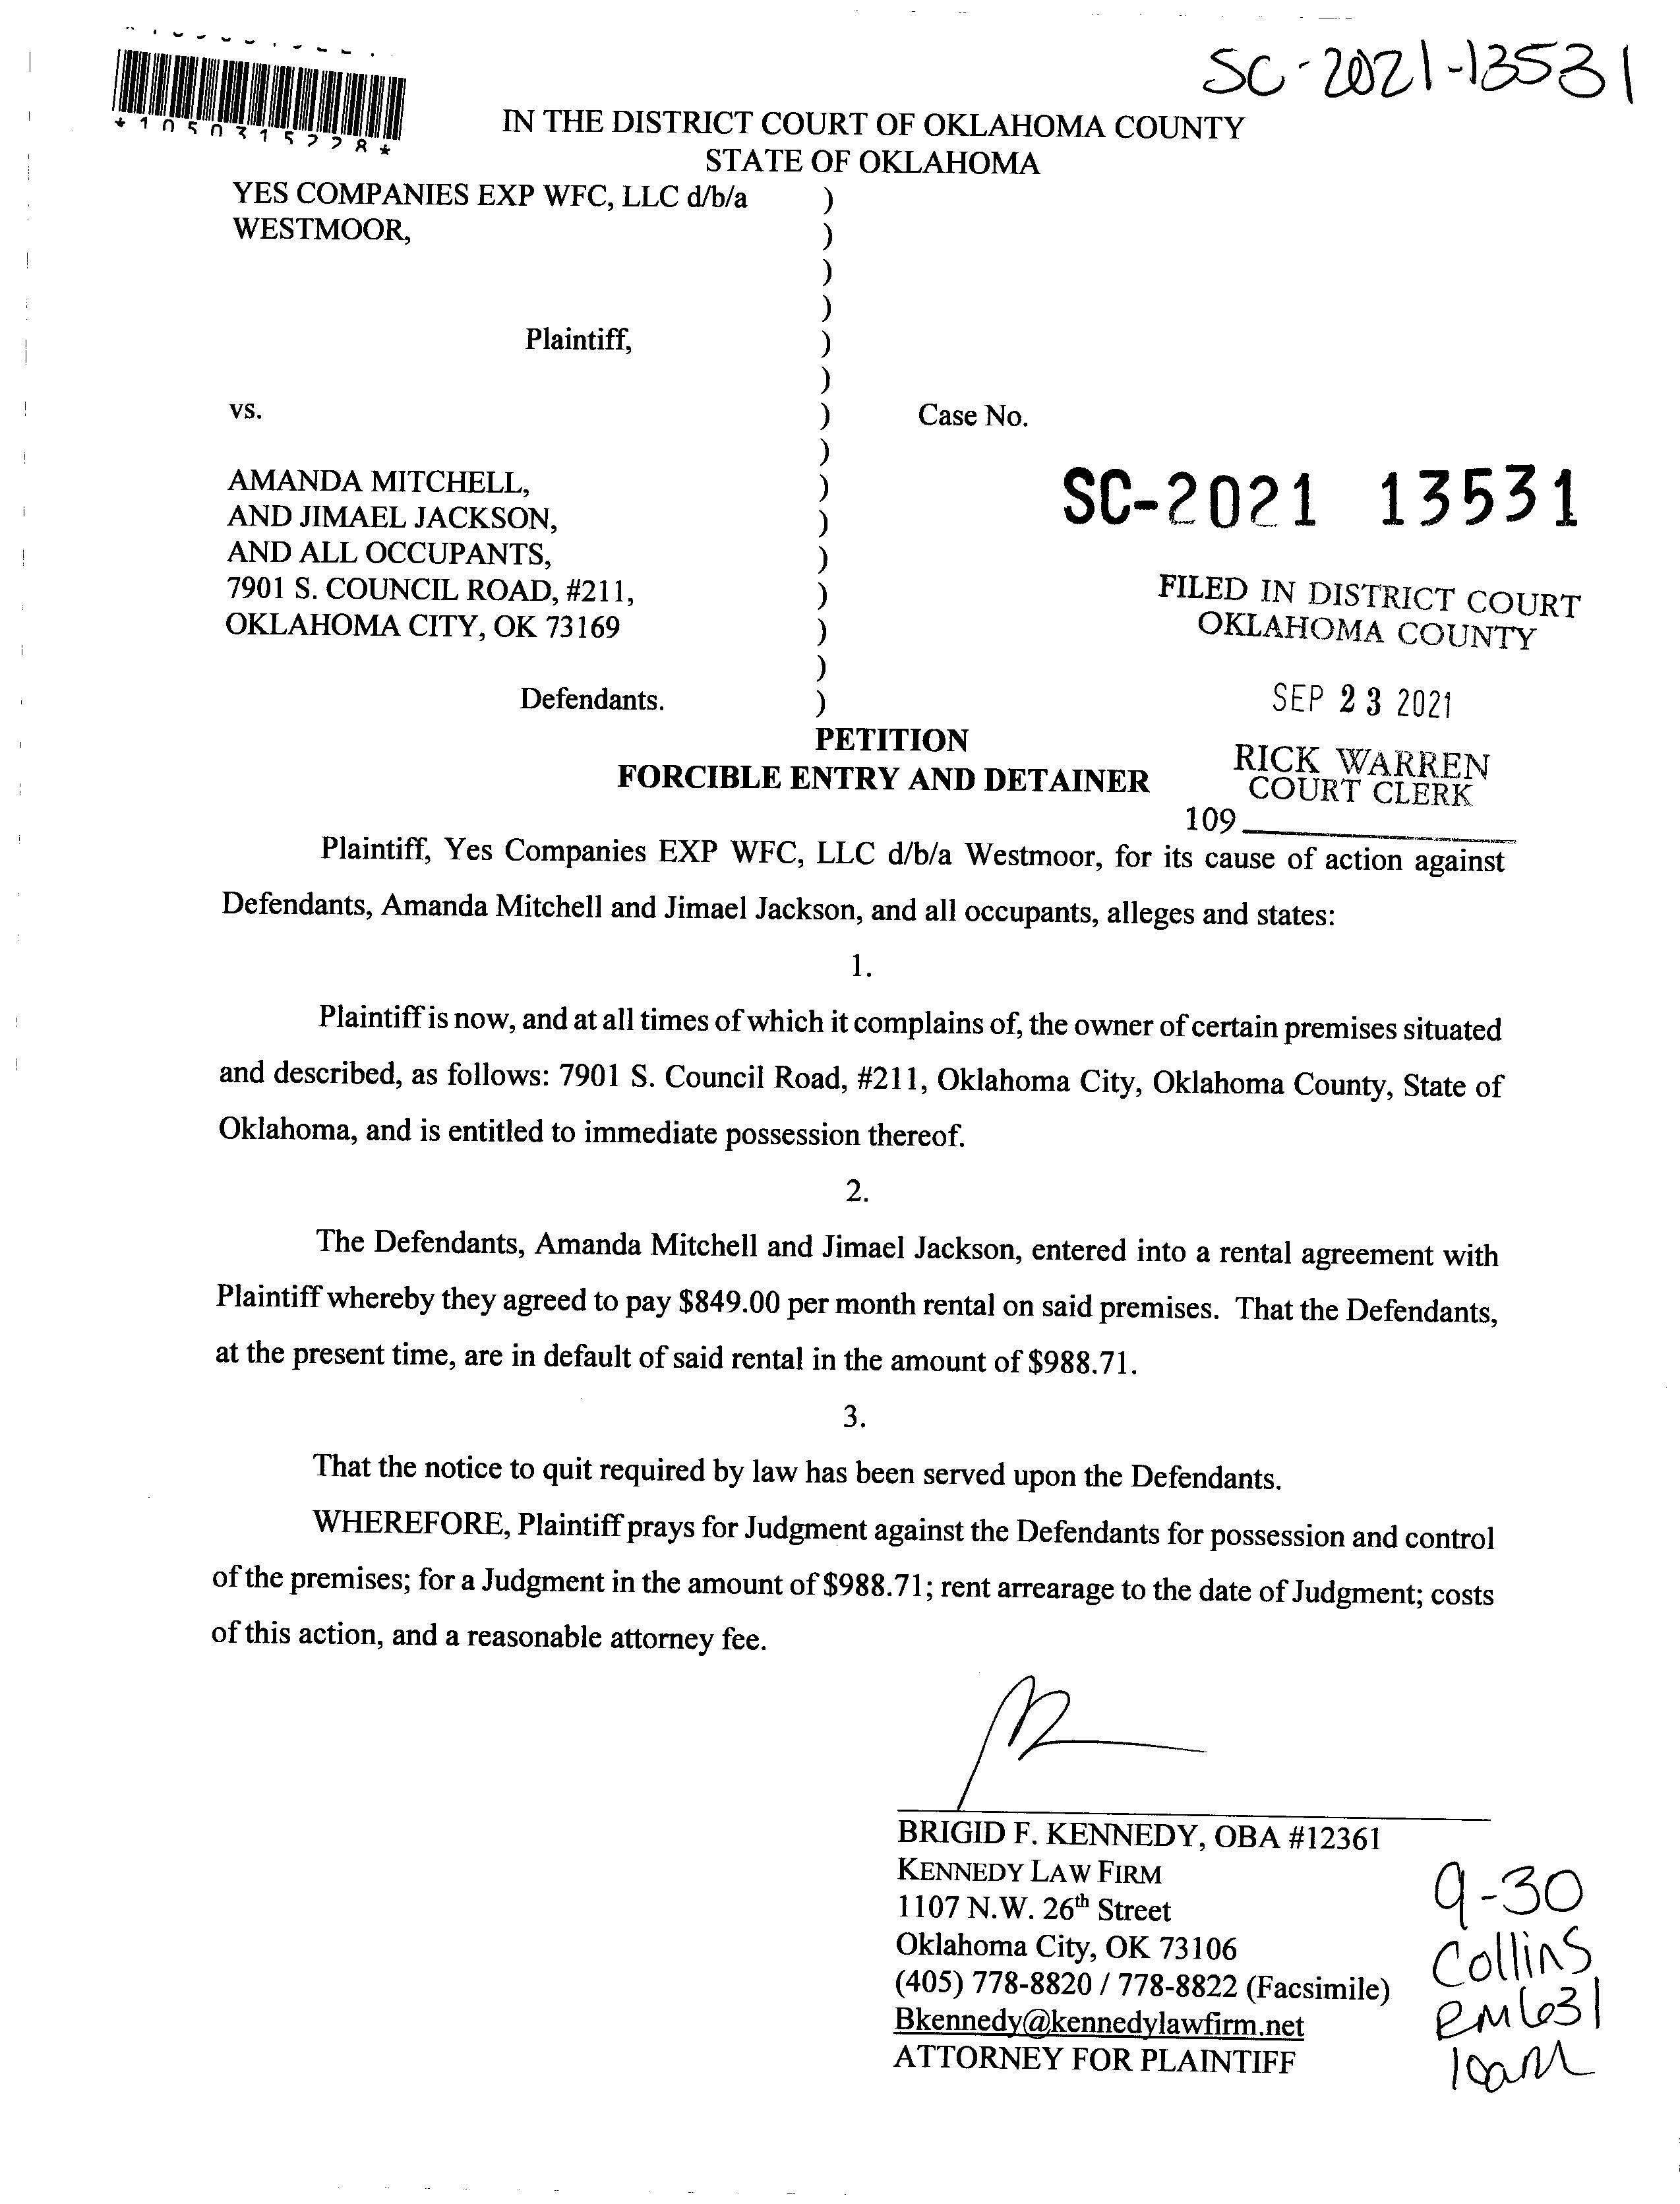 SC-2021-13531
*1050315228*
IN THE DISTRICT COURT OF OKLAHOMA COUNTY
STATE OF OKLAHOMA
YES COMPANIES EXP WFC, LLC d/b/a )
WESTMOOR, )
)
)
Plaintiff, )
)
vs. ) Case No.
)
AMANDA MITCHELL, )
SC-2021 13531
AND JIMAEL JACKSON, )
AND ALL OCCUPANTS, )
7901 S. COUNCIL ROAD, #211, )
FILED IN DISTRICT COURT
OKLAHOMA CITY, OK 73169 )
OKLAHOMA COUNTY
)
Defendants. )
SEP 23 2021
PETITION
FORCIBLE ENTRY AND DETAINER
RICK WARREN
COURT CLERK
109
Plaintiff, Yes Companies EXP WFC, LLC d/b/a Westmoor, for its cause of action against
Defendants, Amanda Mitchell and Jimael Jackson, and all occupants, alleges and states:
1.
Plaintiff is now, and at all times of which it complains of, the owner of certain premises situated
and described, as follows: 7901 S. Council Road, #211, Oklahoma City, Oklahoma County, State of
Oklahoma, and is entitled to immediate possession thereof.
2.
The Defendants, Amanda Mitchell and Jimael Jackson, entered into a rental agreement with
Plaintiff whereby they agreed to pay $849.00 per month rental on said premises. That the Defendants,
at the present time, are in default of said rental in the amount of $988.71.
3.
That the notice to quit required by law has been served upon the Defendants.
WHEREFORE, Plaintiff prays for Judgment against the Defendants for possession and control
of the premises; for a Judgment in the amount of $988.71; rent arrearage to the date of Judgment; costs
of this action, and a reasonable attorney fee.
BRIGID F. KENNEDY, OBA #12361
KENNEDY LAW FIRM
1107 N.W. 26th Street
Oklahoma City, OK 73106
(405) 778-8820 / 778-8822 (Facsimile)
Bkennedy@kennedylawfirm.net
ATTORNEY FOR PLAINTIFF
9-30
Collins
RM631
10am